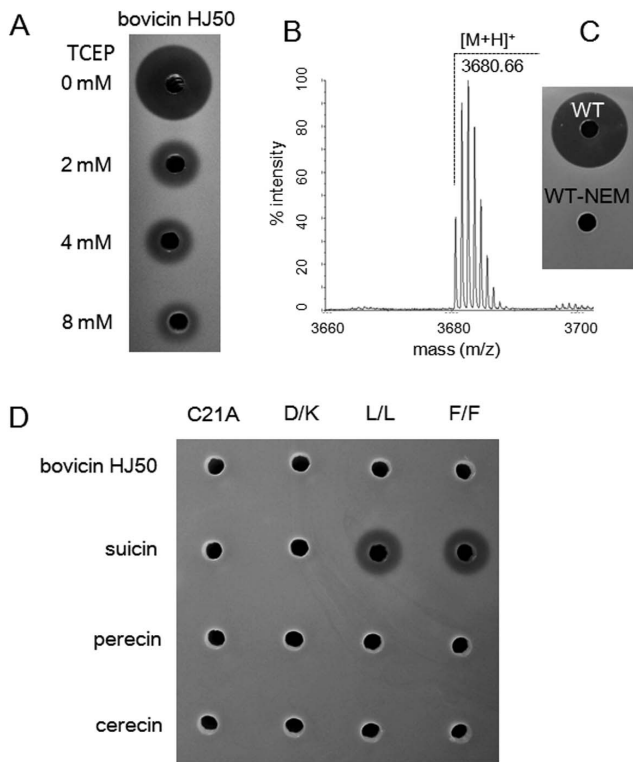 A
bovicin HJ50
TCEP
0 mM
2 mM
4 mM
8 mM
B
[M+H]+
3680.66
% intensity
100
80
60
40
20
0
3660
3680
3700
mass (m/z)
C
WT
WT-NEM
D
C21A D/K L/L F/F
bovicin HJ50
suicin
perecin
cerecin